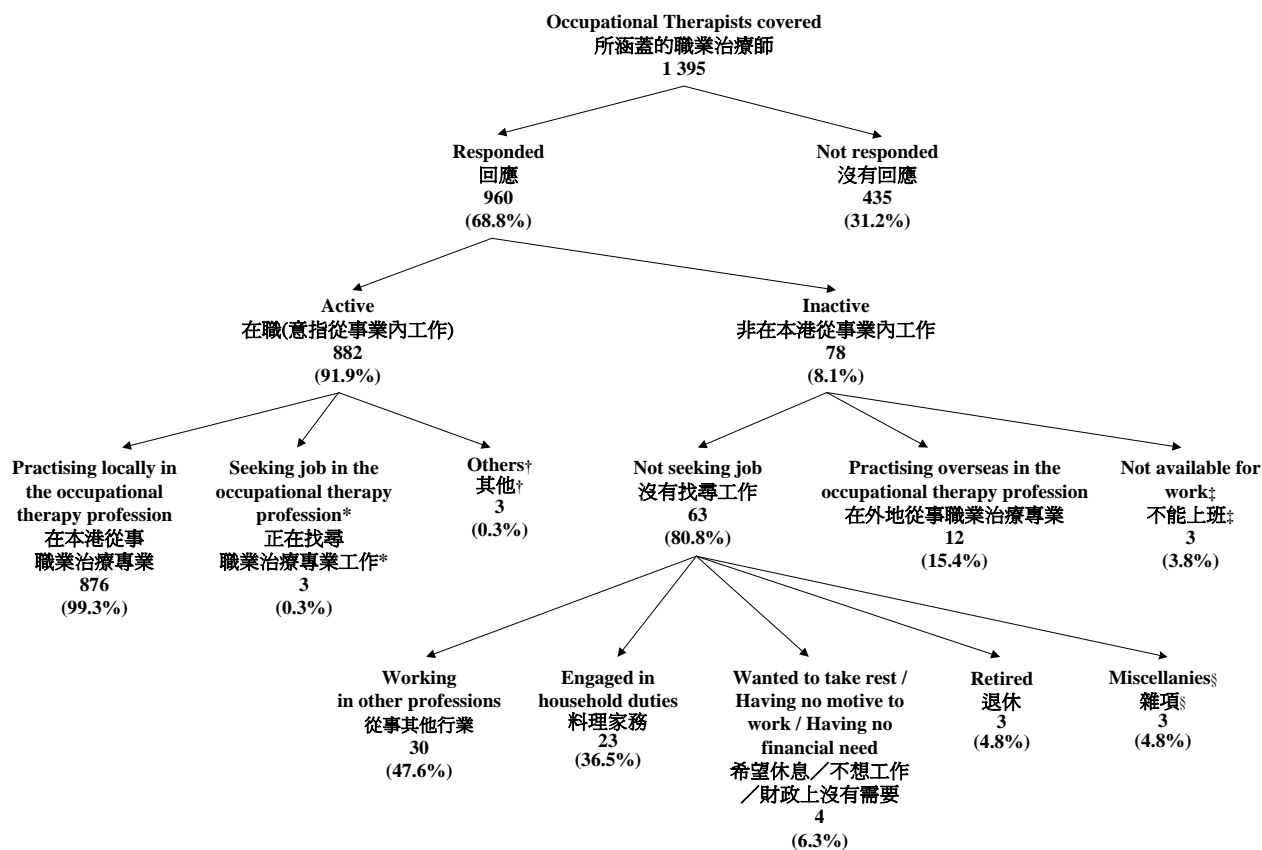 Occupational Therapists covered
所涵蓋的職業治療師
1 395
Responded
回應
960
(68.8%)
Not responded
沒有回應
435
(31.2%)
Active
在職(意指從事業內工作)
882
(91.9%)
Inactive
非在本港從事業內工作
78
(8.1%)
Practising locally in
the occupational
therapy profession
在本港從事
職業治療專業
876
(99.3%)
Seeking job in the
occupational therapy
profession*
正在找尋
職業治療專業工作*
3
(0.3%)
Others†
其他†
3
(0.3%)
Not seeking job
沒有找尋工作
63
(80.8%)
Practising overseas in the
occupational therapy profession
在外地從事職業治療專業
12
(15.4%)
Not available for
work‡
不能上班‡
3
(3.8%)
Working
in other professions
從事其他行業
30
(47.6%)
Engaged in
household duties
料理家務
23
(36.5%)
Wanted to take rest /
Having no motive to
work / Having no
financial need
希望休息／不想工作
／財政上沒有需要
4
(6.3%)
Retired
退休
3
(4.8%)
Miscellanies§
雜項§
3
(4.8%)